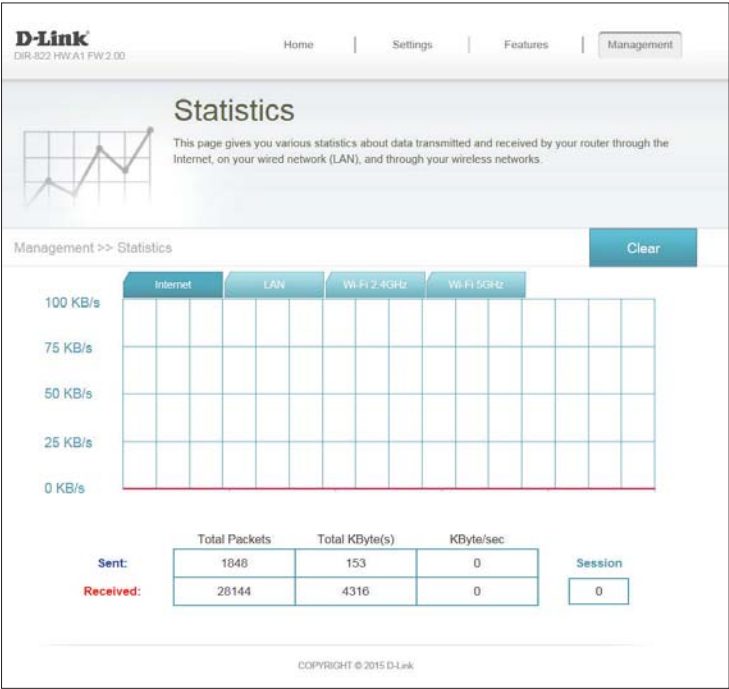 D-Link
DIR-822 HW:A1 FW:2.00
Home | Settings | Features | Management
Statistics
This page gives you various statistics about data transmitted and received by your router through the
Internet, on your wired network (LAN), and through your wireless networks.
Management >> Statistics
Clear
Internet LAN Wi-Fi 2.4GHz Wi-Fi 5GHz
100 KB/s
75 KB/s
50 KB/s
25 KB/s
0 KB/s
Total Packets Total KByte(s) KByte/sec
Sent: 1848 153 0 Session
Received: 28144 4316 0 0
COPYRIGHT © 2015 D-Link